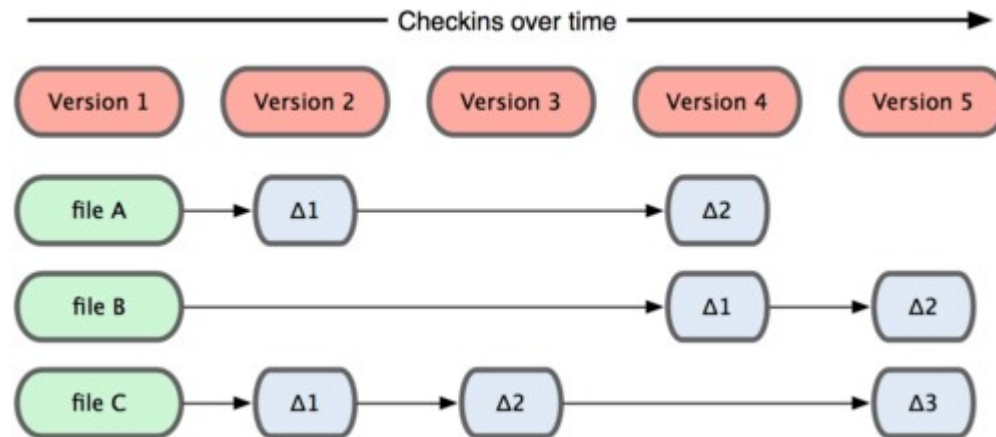 Checkins over time
Version 1 Version 2 Version 3 Version 4 Version 5
file A Δ1 Δ2
file B Δ1 Δ2
file C Δ1 Δ2 Δ3